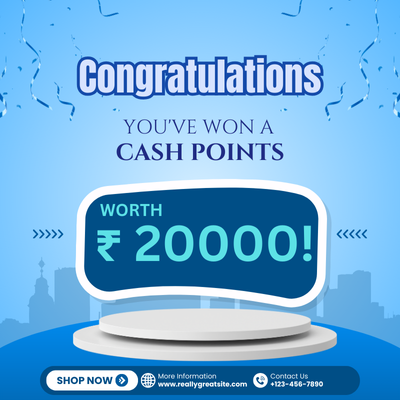 Congratulations
YOU'VE WON A
CASH POINTS
WORTH
₹ 20000!
SHOP NOW
More Information
www.reallygreatsite.com
Contact Us
+123-456-7890